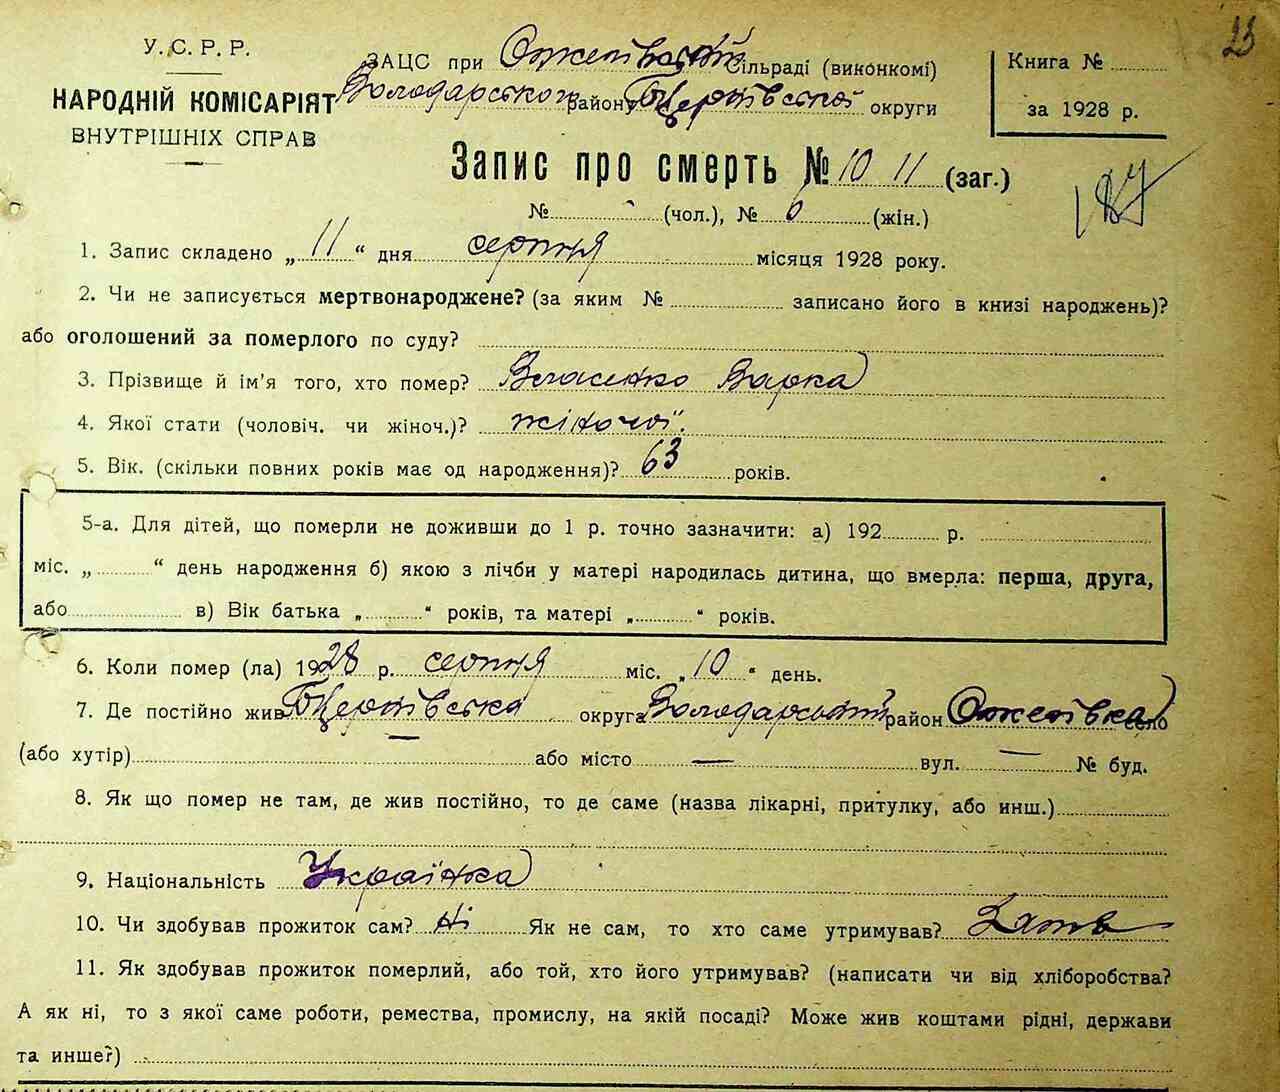 23
У.С.Р.Р.
НАРОДНІЙ КОМІСАРІЯТ
ВНУТРІШНІХ СПРАВ
ЗАЦС при Ожегівській сільраді (виконкомі)
Володарського району БЦерківської округи
Книга №
за 1928 р.
Запис про смерть № 10 11 (заг.)
№ - (чол.), № 6 (жін.)
1. Запис складено „ 11 “ дня серпня місяця 1928 року.
2. Чи не записується мертвонароджене? (за яким № записано його в книзі народжень)?
або оголошений за померлого по суду?
3. Прізвище й ім'я того, хто помер? Власенко Варка
4. Якої стати (чоловіч. чи жіноч.)? жіночої.
5. Вік. (скільки повних років має од народження)? 63 років.
5-а. Для дітей, що померли не доживши до 1 р. точно зазначити: а) 192 р.
міс. „ “ день народження б) якою з лічби у матері народилась дитина, що вмерла: перша, друга,
або в) Вік батька „ “ років, та матері „ “ років.
6. Коли помер (ла) 1928 р. серпня міс. „ 10 “ день.
7. Де постійно жив БЦерківська округа Володарський район Ожегівка село
(або хутір) — або місто — вул. — № буд.
8. Як що помер не там, де жив постійно, то де саме (назва лікарні, притулку, або инш.)
9. Національність Українка
10. Чи здобував прожиток сам? Ні Як не сам, то хто саме утримував? Зять
11. Як здобував прожиток померлий, або той, хто його утримував? (написати чи від хліборобства?
А як ні, то з якої саме роботи, ремества, промислу, на якій посаді? Може жив коштами рідні, держави
та инше?)